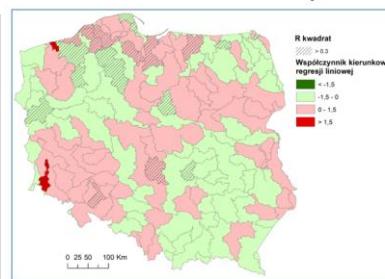 R kwadrat
> 0.3
Współczynnik kierunkowy
regresji liniowej
< -1,5
-1,5 - 0
0 - 1,5
> 1,5
0 25 50 100 Km